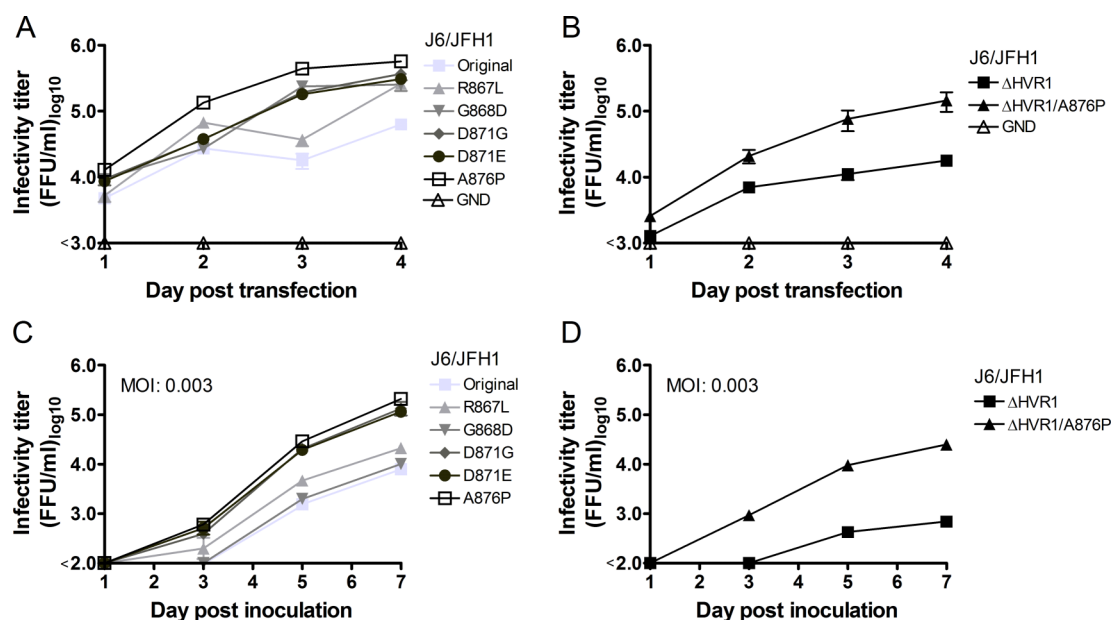 A
Infectivity titer
(FFU/ml)log10
6.0
5.0
4.0
<3.0
1 2 3 4
Day post transfection
J6/JFH1
Original
R867L
G868D
D871G
D871E
A876P
GND
B
Infectivity titer
(FFU/ml)log10
6.0
5.0
4.0
<3.0
1 2 3 4
Day post transfection
J6/JFH1
ΔHVR1
ΔHVR1/A876P
GND
C
MOI: 0.003
Infectivity titer
(FFU/ml)log10
6.0
5.0
4.0
3.0
<2.0
1 2 3 4 5 6 7
Day post inoculation
J6/JFH1
Original
R867L
G868D
D871G
D871E
A876P
D
MOI: 0.003
Infectivity titer
(FFU/ml)log10
6.0
5.0
4.0
3.0
<2.0
1 2 3 4 5 6 7
Day post inoculation
J6/JFH1
ΔHVR1
ΔHVR1/A876P